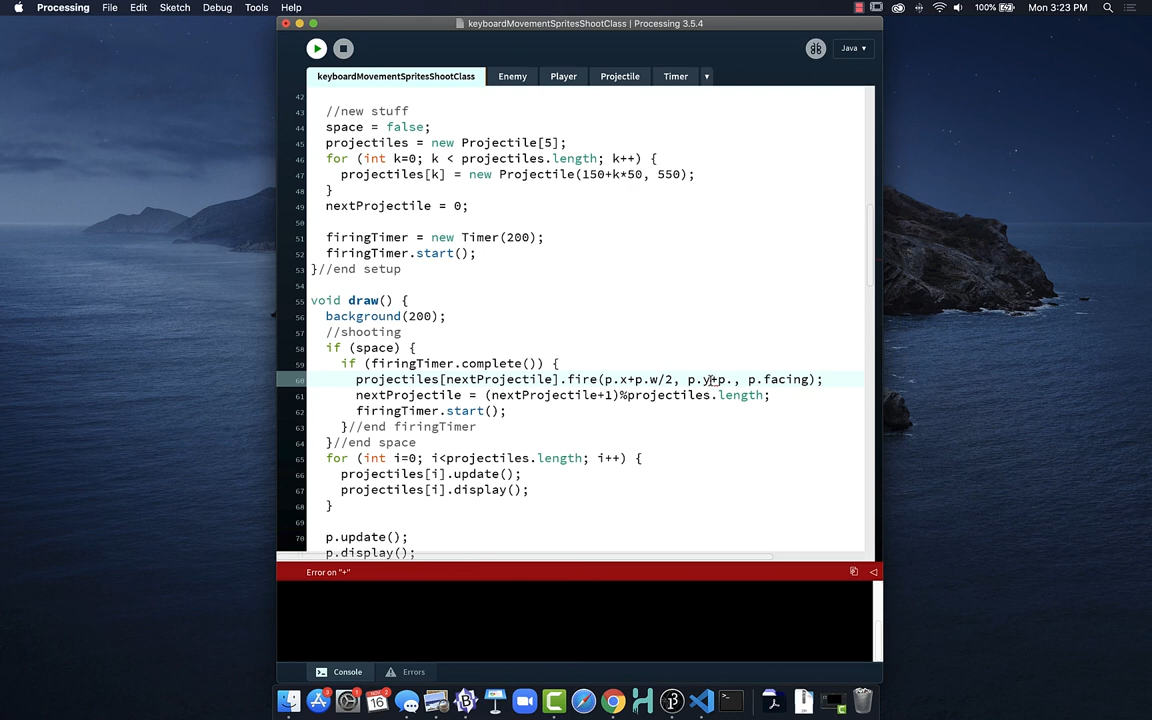 Processing File Edit Sketch Debug Tools Help 100% Mon 3:23 PM
keyboardMovementSpritesShootClass | Processing 3.5.4
Java ▾
keyboardMovementSpritesShootClass Enemy Player Projectile Timer ▾
42
43 //new stuff
44 space = false;
45 projectiles = new Projectile[5];
46 for (int k=0; k < projectiles.length; k++) {
47 projectiles[k] = new Projectile(150+k*50, 550);
48 }
49 nextProjectile = 0;
50
51 firingTimer = new Timer(200);
52 firingTimer.start();
53 }//end setup
54
55 void draw() {
56 background(200);
57 //shooting
58 if (space) {
59 if (firingTimer.complete()) {
60 projectiles[nextProjectile].fire(p.x+p.w/2, p.y+p., p.facing);
61 nextProjectile = (nextProjectile+1)%projectiles.length;
62 firingTimer.start();
63 }//end firingTimer
64 }//end space
65 for (int i=0; i<projectiles.length; i++) {
66 projectiles[i].update();
67 projectiles[i].display();
68 }
69
70 p.update();
p.display();
Error on "+"
Console Errors
NOV 16